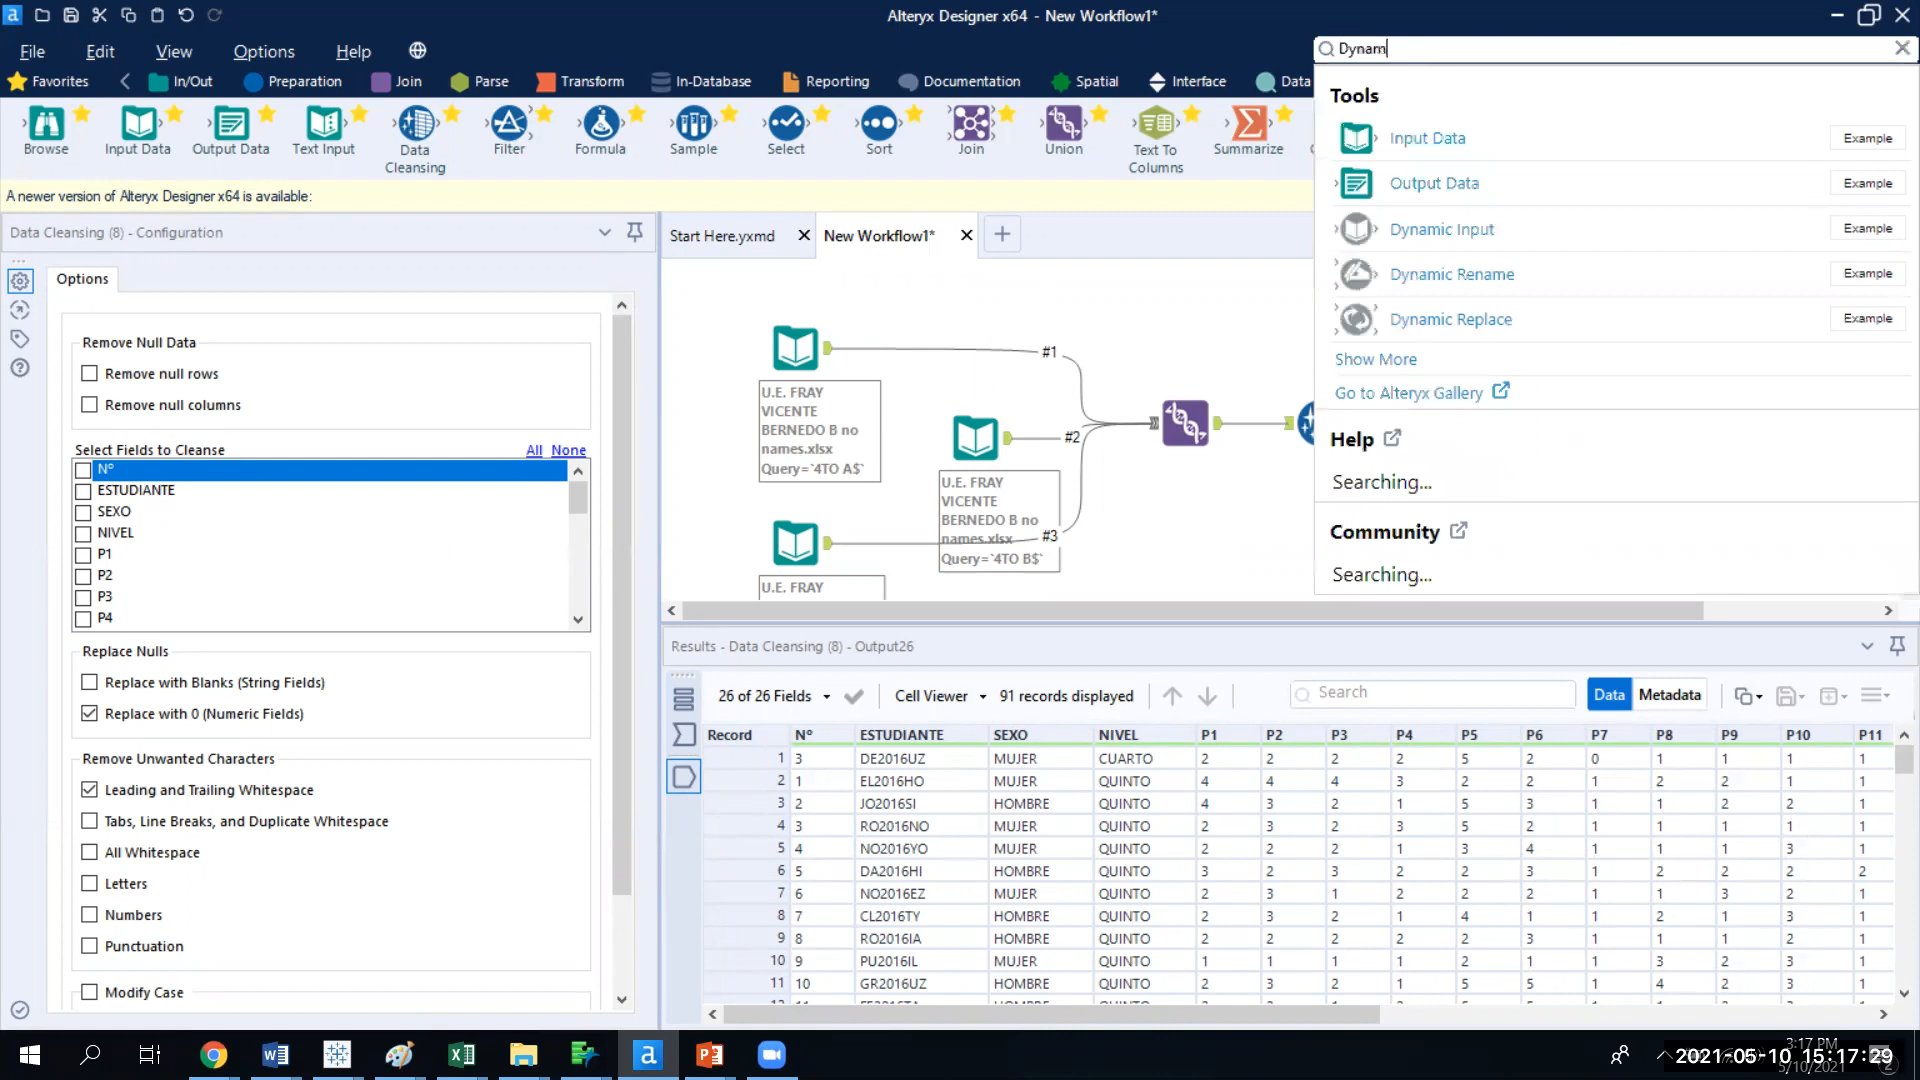 Alteryx Designer x64 - New Workflow1*
File Edit View Options Help
Dynam
Favorites In/Out Preparation Join Parse Transform In-Database Reporting Documentation Spatial Interface Data
Browse Input Data Output Data Text Input Data Cleansing Filter Formula Sample Select Sort Join Union Text To Columns Summarize
A newer version of Alteryx Designer x64 is available:
Data Cleansing (8) - Configuration
Options
Remove Null Data
Remove null rows
Remove null columns
Select Fields to Cleanse All None
Nº
ESTUDIANTE
SEXO
NIVEL
P1
P2
P3
P4
Replace Nulls
Replace with Blanks (String Fields)
Replace with 0 (Numeric Fields)
Remove Unwanted Characters
Leading and Trailing Whitespace
Tabs, Line Breaks, and Duplicate Whitespace
All Whitespace
Letters
Numbers
Punctuation
Modify Case
Start Here.yxmd New Workflow1*
#1
U.E. FRAY
VICENTE
BERNEDO B no
names.xlsx
Query=`4TO A$`
#2
U.E. FRAY
VICENTE
BERNEDO B no
names.xlsx
Query=`4TO B$`
#3
U.E. FRAY
Tools
Input Data Example
Output Data Example
Dynamic Input Example
Dynamic Rename Example
Dynamic Replace Example
Show More
Go to Alteryx Gallery
Help
Searching...
Community
Searching...
Results - Data Cleansing (8) - Output26
26 of 26 Fields Cell Viewer 91 records displayed Search Data Metadata
Record Nº ESTUDIANTE SEXO NIVEL P1 P2 P3 P4 P5 P6 P7 P8 P9 P10 P11
1 3 DE2016UZ MUJER CUARTO 2 2 2 2 5 2 0 1 1 1 1
2 1 EL2016HO MUJER QUINTO 4 4 4 3 2 2 1 2 2 1 1
3 2 JO2016SI HOMBRE QUINTO 4 3 2 1 5 3 1 1 2 2 1
4 3 RO2016NO MUJER QUINTO 2 3 2 3 5 2 1 1 1 1 1
5 4 NO2016YO MUJER QUINTO 2 2 2 1 3 4 1 1 1 3 1
6 5 DA2016HI HOMBRE QUINTO 3 2 3 2 2 3 1 2 2 2 2
7 6 NO2016EZ MUJER QUINTO 2 3 1 2 2 2 1 1 3 2 1
8 7 CL2016TY HOMBRE QUINTO 2 3 2 1 4 1 1 2 1 3 1
9 8 RO2016IA HOMBRE QUINTO 2 2 2 2 2 3 1 1 1 2 1
10 9 PU2016IL MUJER QUINTO 1 1 1 1 2 1 1 3 2 3 1
11 10 GR2016UZ HOMBRE QUINTO 2 3 2 1 5 5 1 4 2 3 1
3:17 PM
2021-05-10 15:17:29
5/10/2021